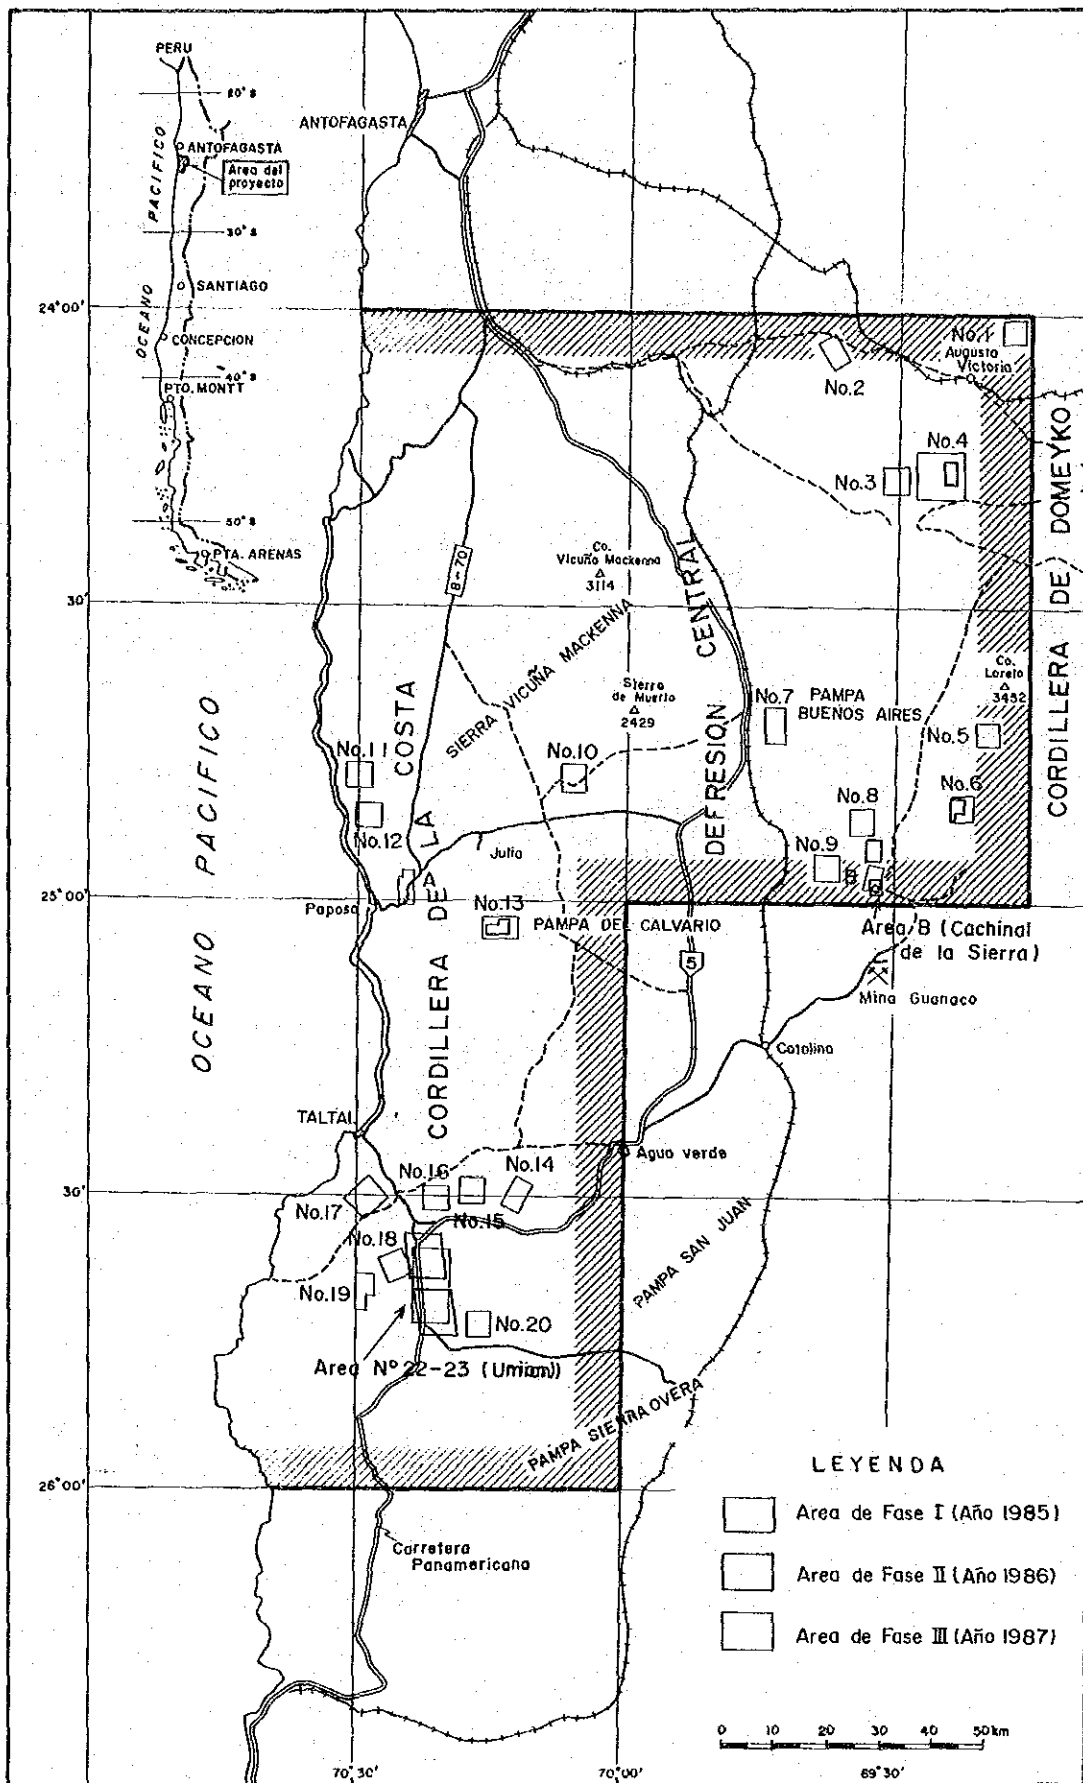 PERU
20° S
ANTOFAGASTA
Area del
proyecto
PACIFICO
30° S
SANTIAGO
OCEANO
CONCEPCION
40° S
PTO. MONTT
50° S
PTA. ARENAS
ANTOFAGASTA
24° 00'
No.1
Augusta
Victoria
No.2
No.4
No.3
CORDILLERA DE DOMEYKO
Co.
Vicuña Mackenna
3114
B-70
30'
SIERRA VICUÑA MACKENNA
DEFRESION CENTRAL
Sierra
de Muerto
2429
Co.
Loreto
3452
No.7
PAMPA
BUENOS AIRES
No.5
OCEANO PACIFICO
CORDILLERA DE LA COSTA
No.11
No.10
No.6
No.8
No.12
Julia
No.9
B
A
25° 00'
Paposo
No.13
PAMPA DEL CALVARIO
Area B (Cachinal
de la Sierra)
5
Mina Guanaco
Catalina
TALTAL
Agua verde
No.16
No.14
30'
No.17
No.15
No.18
PAMPA SAN JUAN
No.19
No.20
Area N° 22-23 (Union)
PAMPA SIERRA OVERA
26° 00'
LEYENDA
Area de Fase I (Año 1985)
Carretera
Panamericana
Area de Fase II (Año 1986)
Area de Fase III (Año 1987)
0 10 20 30 40 50km
70° 30' 70° 00' 69° 30'